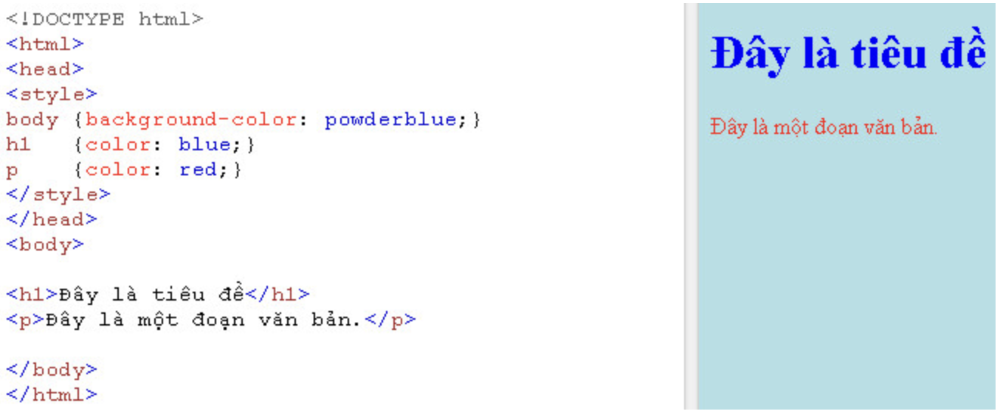 <!DOCTYPE html>
<html>
<head>
<style>
body {background-color: powderblue;}
h1    {color: blue;}
p     {color: red;}
</style>
</head>
<body>
<h1>Đây là tiêu đề</h1>
<p>Đây là một đoạn văn bản.</p>
</body>
</html>
Đây là tiêu đề
Đây là một đoạn văn bản.